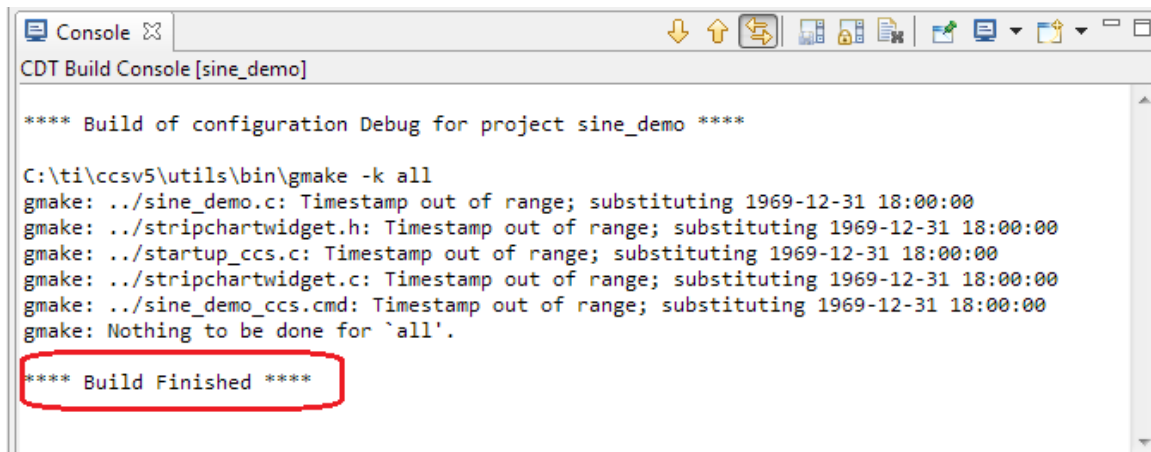 Console
CDT Build Console [sine_demo]
**** Build of configuration Debug for project sine_demo ****
C:\ti\ccsv5\utils\bin\gmake -k all
gmake: ../sine_demo.c: Timestamp out of range; substituting 1969-12-31 18:00:00
gmake: ../stripchartwidget.h: Timestamp out of range; substituting 1969-12-31 18:00:00
gmake: ../startup_ccs.c: Timestamp out of range; substituting 1969-12-31 18:00:00
gmake: ../stripchartwidget.c: Timestamp out of range; substituting 1969-12-31 18:00:00
gmake: ../sine_demo_ccs.cmd: Timestamp out of range; substituting 1969-12-31 18:00:00
gmake: Nothing to be done for `all'.
**** Build Finished ****